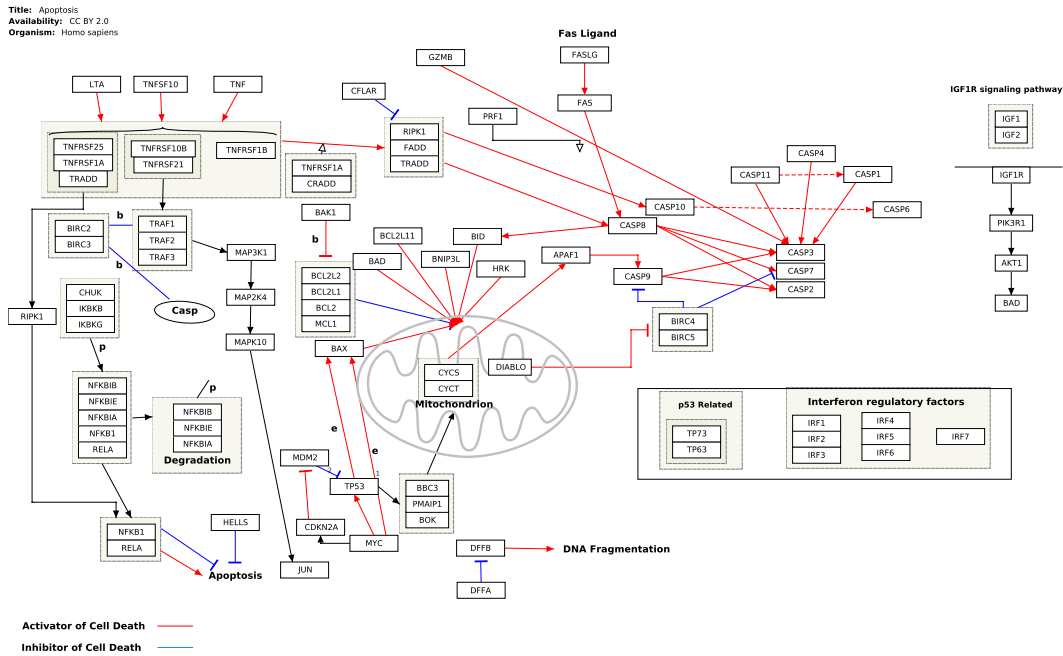 Title: Apoptosis
Availability: CC BY 2.0
Organism: Homo sapiens
Fas Ligand
GZMB
FASLG
LTA
TNFSF10
TNF
CFLAR
FAS
PRF1
IGF1R signaling pathway
IGF1
IGF2
TNFRSF25
TNFRSF1A
TRADD
TNFRSF10B
TNFRSF21
TNFRSF1B
RIPK1
FADD
TRADD
TNFRSF1A
CRADD
CASP4
CASP11
CASP1
IGF1R
CASP10
CASP6
BAK1
b
BIRC2
BIRC3
b
b
TRAF1
TRAF2
TRAF3
CASP8
PIK3R1
BCL2L11
BID
MAP3K1
BAD
BNIP3L
HRK
APAF1
CASP9
CASP3
CASP7
CASP2
AKT1
BCL2L2
BCL2L1
BCL2
MCL1
CHUK
IKBKB
IKBKG
MAP2K4
Casp
RIPK1
BIRC4
BIRC5
BAD
MAPK10
BAX
p
CYCS
CYCT
DIABLO
Mitochondrion
NFKBIB
NFKBIE
NFKBIA
NFKB1
RELA
p
NFKBIB
NFKBIE
NFKBIA
Degradation
e
e
p53 Related
TP73
TP63
Interferon regulatory factors
IRF1
IRF2
IRF3
IRF4
IRF5
IRF6
IRF7
MDM2
TP53
1
BBC3
PMAIP1
BOK
CDKN2A
MYC
NFKB1
RELA
HELLS
Apoptosis
JUN
DFFB
DNA Fragmentation
DFFA
Activator of Cell Death
Inhibitor of Cell Death